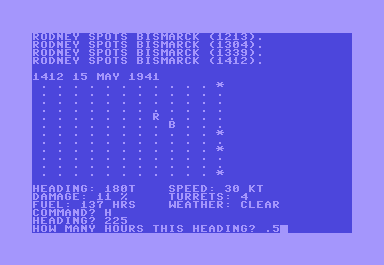 RODNEY SPOTS BISMARCK (1213).
RODNEY SPOTS BISMARCK (1304).
RODNEY SPOTS BISMARCK (1339).
RODNEY SPOTS BISMARCK (1412).
1412 15 MAY 1941
. . . . . . . . . . . *
. . . . . . . . . . . .
. . . . . . . . . . . .
. . . . . . . . . . . .
. . . . . . . R . . . .
. . . . . . . . B . . .
. . . . . . . . . . . *
. . . . . . . . . . . .
. . . . . . . . . . . *
. . . . . . . . . . . .
. . . . . . . . . . . .
. . . . . . . . . . . *
HEADING: 180T SPEED: 30 KT
DAMAGE: 11 % TURRETS: 4
FUEL: 137 HRS WEATHER: CLEAR
COMMAND? H
HEADING? 225
HOW MANY HOURS THIS HEADING? .5